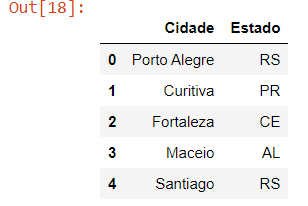 Out[18]:
Cidade Estado
0 Porto Alegre RS
1 Curitiva PR
2 Fortaleza CE
3 Maceio AL
4 Santiago RS